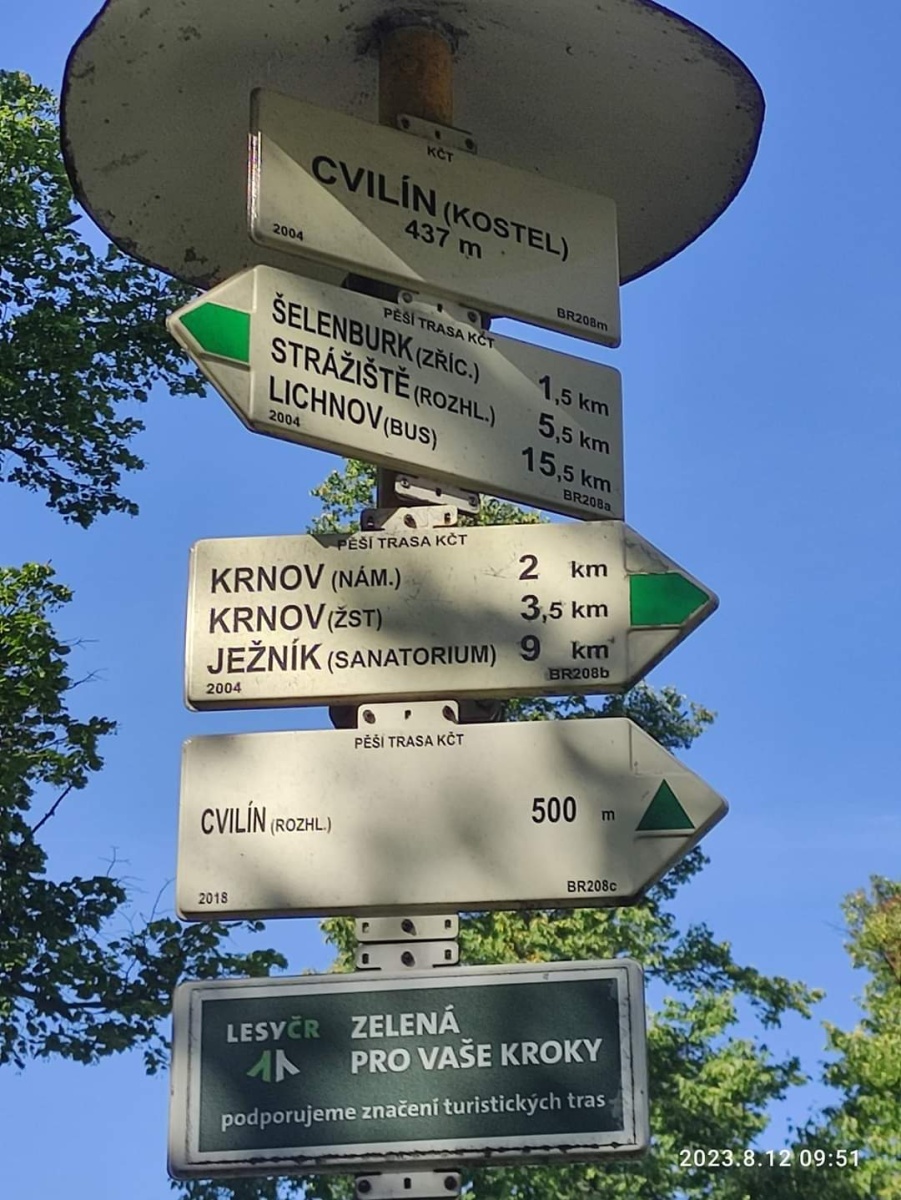 KČT
CVILÍN (KOSTEL)
437 m
2004 BR208m
PĚŠÍ TRASA KČT
ŠELENBURK (ZŘÍC.) 1,5 km
STRÁŽIŠTĚ (ROZHL.) 5,5 km
LICHNOV (BUS) 15,5 km
2004 BR208a
PĚŠÍ TRASA KČT
KRNOV (NÁM.) 2 km
KRNOV (ŽST) 3,5 km
JEŽNÍK (SANATORIUM) 9 km
2004 BR208b
PĚŠÍ TRASA KČT
CVILÍN (ROZHL.) 500 m
2018 BR208c
LESY ČR ZELENÁ
PRO VAŠE KROKY
podporujeme značení turistických tras
2023.8.12 09:51